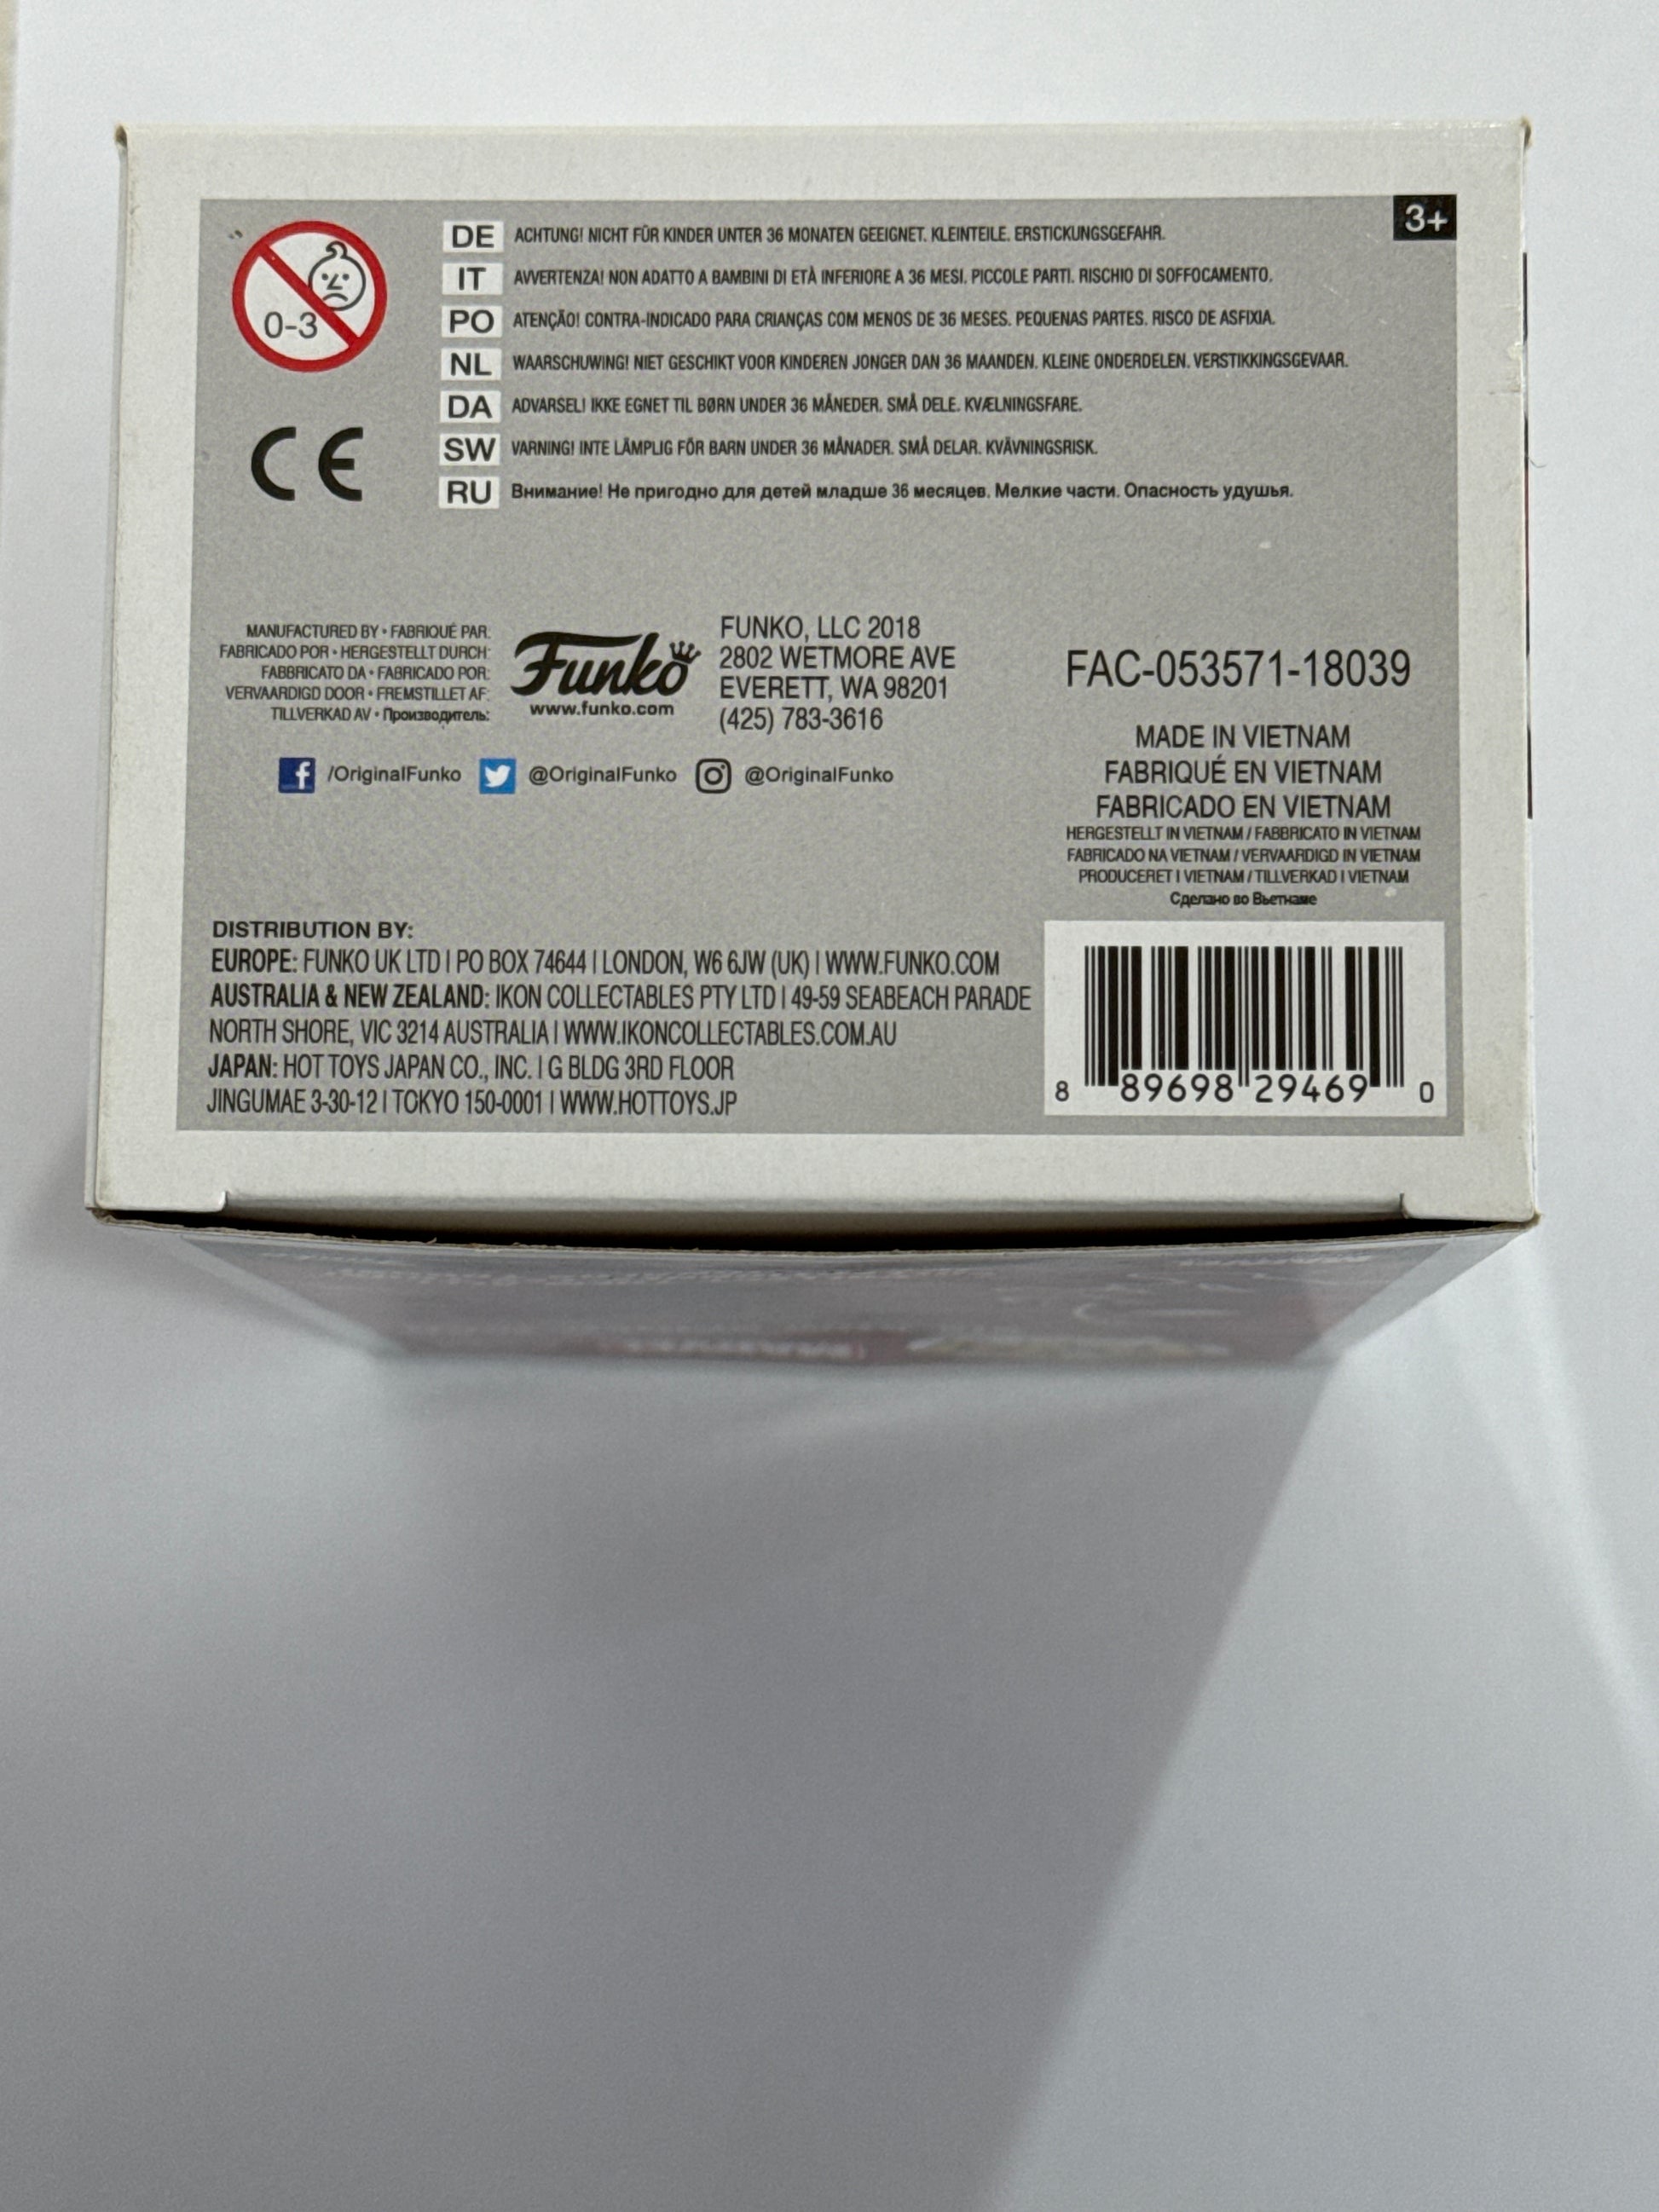 3+
0-3
CE
DE ACHTUNG! NICHT FÜR KINDER UNTER 36 MONATEN GEEIGNET. KLEINTEILE. ERSTICKUNGSGEFAHR.
IT AVVERTENZA! NON ADATTO A BAMBINI DI ETÀ INFERIORE A 36 MESI. PICCOLE PARTI. RISCHIO DI SOFFOCAMENTO.
PO ATENÇÃO! CONTRA-INDICADO PARA CRIANÇAS COM MENOS DE 36 MESES. PEQUENAS PARTES. RISCO DE ASFIXIA.
NL WAARSCHUWING! NIET GESCHIKT VOOR KINDEREN JONGER DAN 36 MAANDEN. KLEINE ONDERDELEN. VERSTIKKINGSGEVAAR.
DA ADVARSEL! IKKE EGNET TIL BØRN UNDER 36 MÅNEDER. SMÅ DELE. KVÆLNINGSFARE.
SW VARNING! INTE LÄMPLIG FÖR BARN UNDER 36 MÅNADER. SMÅ DELAR. KVÄVNINGSRISK.
RU Внимание! Не пригодно для детей младше 36 месяцев. Мелкие части. Опасность удушья.
MANUFACTURED BY • FABRIQUÉ PAR:
FABRICADO POR • HERGESTELLT DURCH:
FABBRICATO DA • FABRICADO POR:
VERVAARDIGD DOOR • FREMSTILLET AF:
TILLVERKAD AV • Производитель:
Funko
www.funko.com
FUNKO, LLC 2018
2802 WETMORE AVE
EVERETT, WA 98201
(425) 783-3616
/OriginalFunko @OriginalFunko @OriginalFunko
FAC-053571-18039
MADE IN VIETNAM
FABRIQUÉ EN VIETNAM
FABRICADO EN VIETNAM
HERGESTELLT IN VIETNAM / FABBRICATO IN VIETNAM
FABRICADO NA VIETNAM / VERVAARDIGD IN VIETNAM
PRODUCERET I VIETNAM / TILLVERKAD I VIETNAM
Сделано во Вьетнаме
DISTRIBUTION BY:
EUROPE: FUNKO UK LTD | PO BOX 74644 | LONDON, W6 6JW (UK) | WWW.FUNKO.COM
AUSTRALIA & NEW ZEALAND: IKON COLLECTABLES PTY LTD | 49-59 SEABEACH PARADE
NORTH SHORE, VIC 3214 AUSTRALIA | WWW.IKONCOLLECTABLES.COM.AU
JAPAN: HOT TOYS JAPAN CO., INC. | G BLDG 3RD FLOOR
JINGUMAE 3-30-12 | TOKYO 150-0001 | WWW.HOTTOYS.JP
8 89698 29469 0